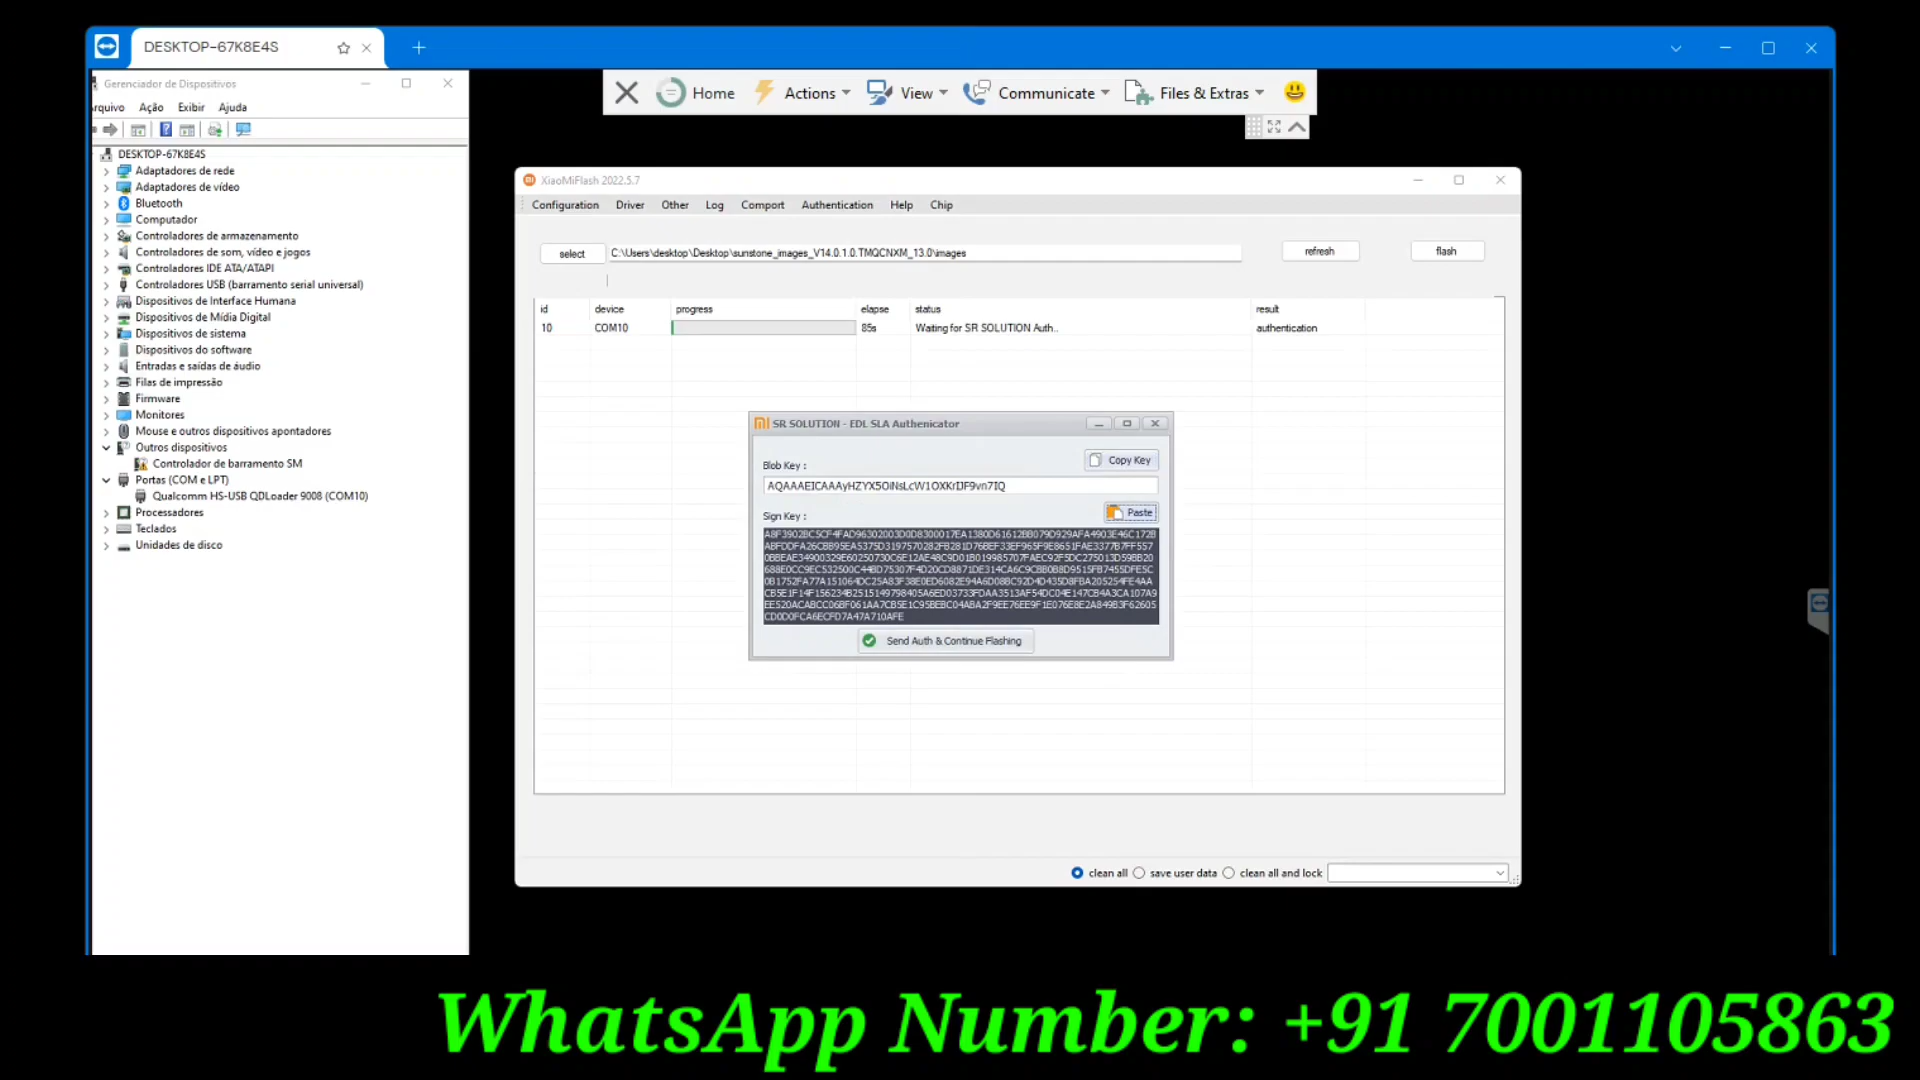 DESKTOP-67K8E4S
Gerenciador de Dispositivos
rquivo Ação Exibir Ajuda
DESKTOP-67K8E4S
Adaptadores de rede
Adaptadores de vídeo
Bluetooth
Computador
Controladores de armazenamento
Controladores de som, vídeo e jogos
Controladores IDE ATA/ATAPI
Controladores USB (barramento serial universal)
Dispositivos de Interface Humana
Dispositivos de Mídia Digital
Dispositivos de sistema
Dispositivos do software
Entradas e saídas de áudio
Filas de impressão
Firmware
Monitores
Mouse e outros dispositivos apontadores
Outros dispositivos
Controlador de barramento SM
Portas (COM e LPT)
Qualcomm HS-USB QDLoader 9008 (COM10)
Processadores
Teclados
Unidades de disco
Home Actions View Communicate Files & Extras
XiaoMiFlash 2022.5.7
Configuration Driver Other Log Comport Authentication Help Chip
select C:\Users\desktop\Desktop\sunstone_images_V14.0.1.0.TMQCNXM_13.0\images refresh flash
id device progress elapse status result
10 COM10 85s Waiting for SR SOLUTION Auth.. authentication
SR SOLUTION - EDL SLA Authenicator
Blob Key : Copy Key
Sign Key : Paste
Send Auth & Continue Flashing
clean all save user data clean all and lock
WhatsApp Number: +91 7001105863